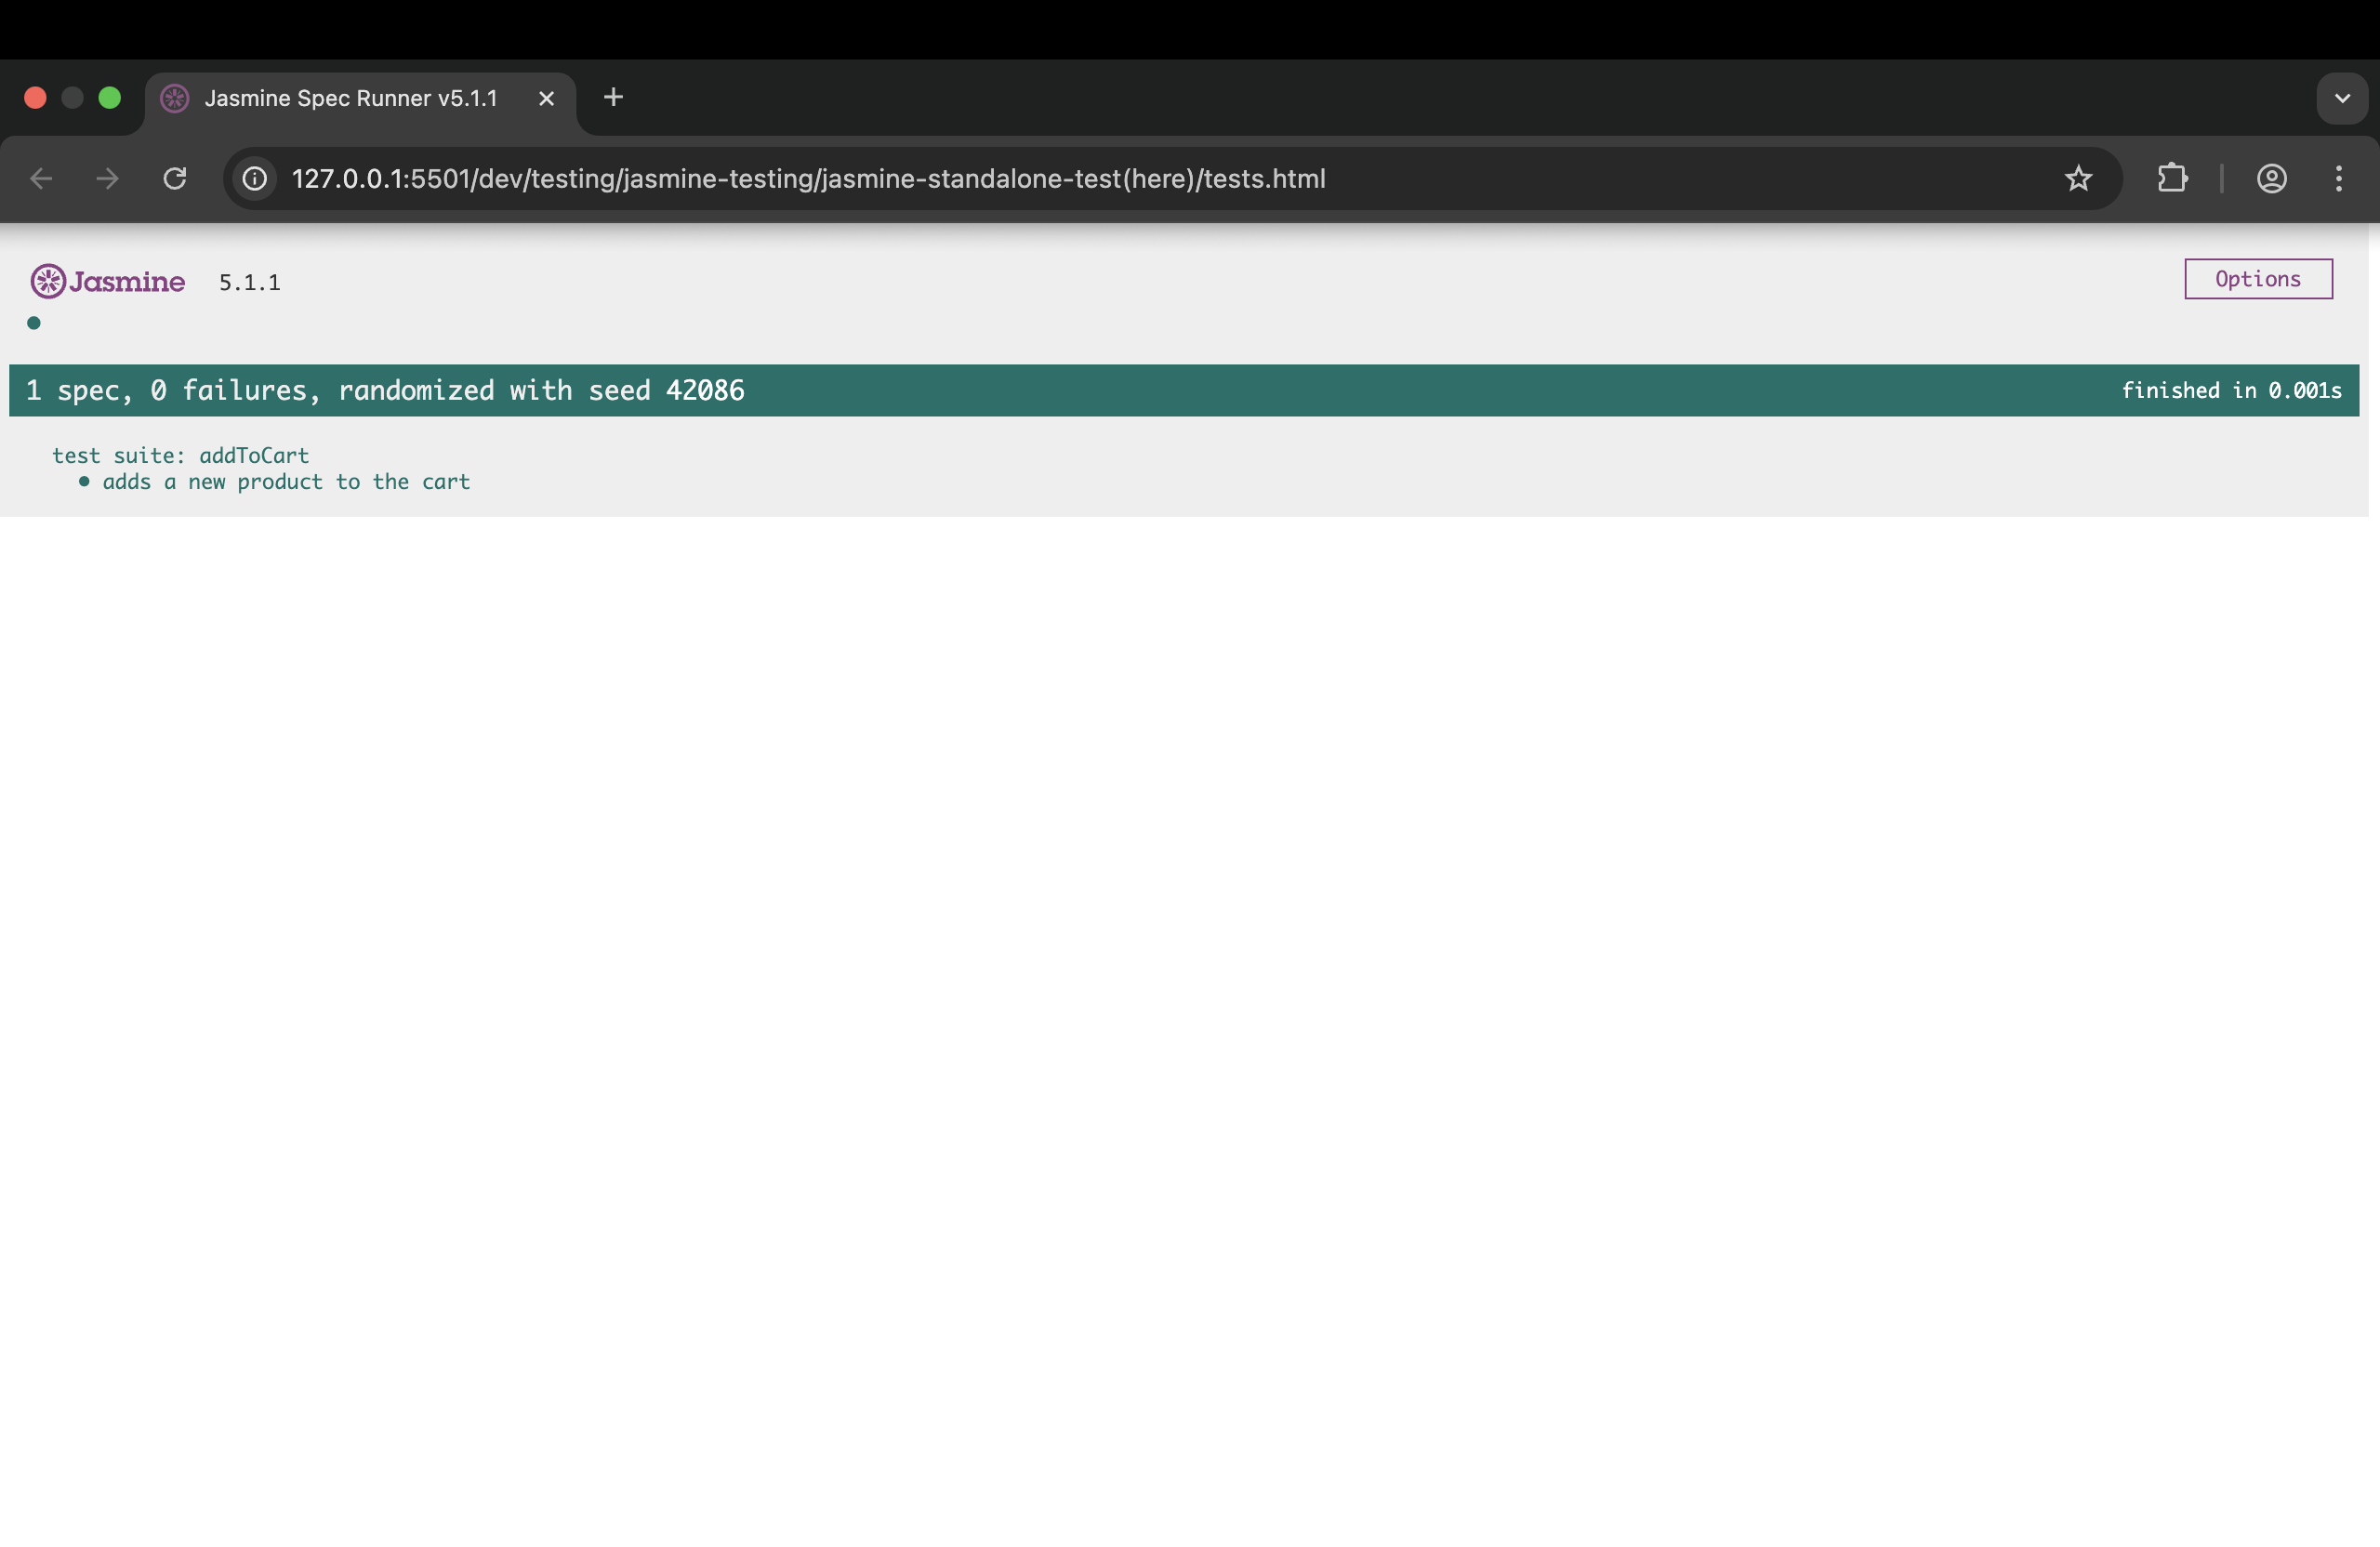 Jasmine Spec Runner v5.1.1
127.0.0.1:5501/dev/testing/jasmine-testing/jasmine-standalone-test(here)/tests.html
Jasmine 5.1.1 Options
1 spec, 0 failures, randomized with seed 42086 finished in 0.001s
test suite: addToCart
• adds a new product to the cart